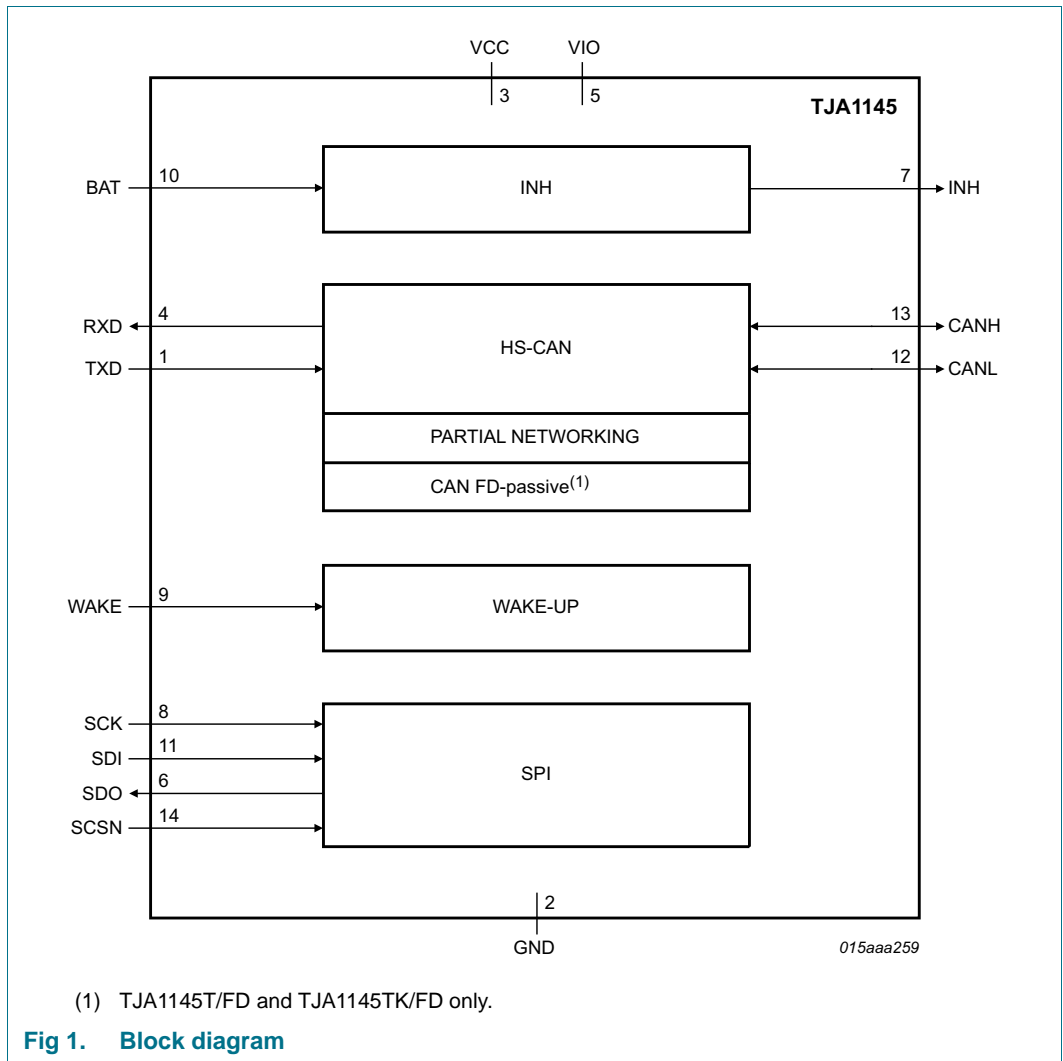 VCC VIO
3 5
TJA1145
BAT 10 INH 7 INH
RXD 4 13 CANH
HS-CAN
TXD 1 12 CANL
PARTIAL NETWORKING
CAN FD-passive(1)
WAKE 9 WAKE-UP
SCK 8
SDI 11
SPI
SDO 6
SCSN 14
2
GND
015aaa259
(1) TJA1145T/FD and TJA1145TK/FD only.
Fig 1. Block diagram